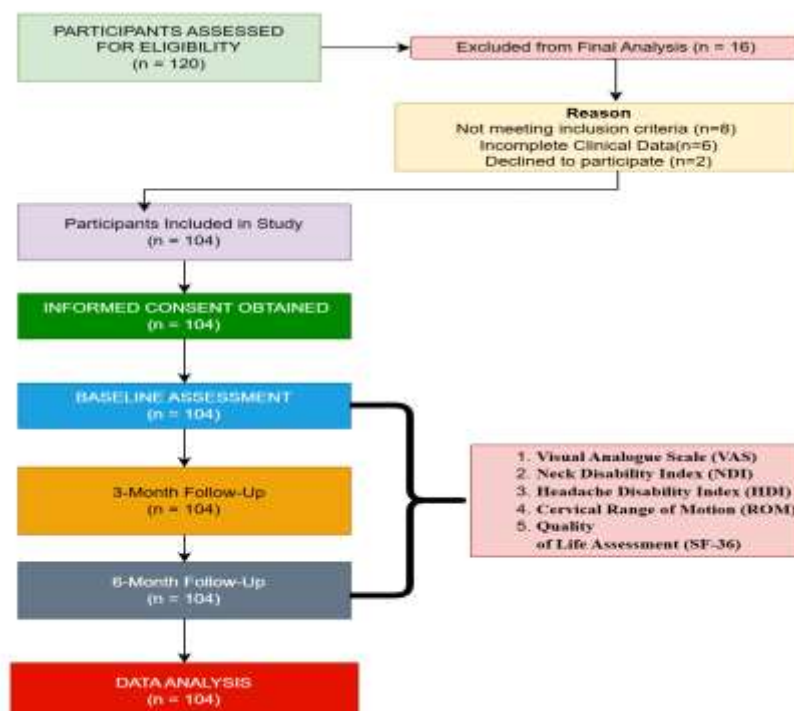 PARTICIPANTS ASSESSED
FOR ELIGIBILITY
(n = 120)
Excluded from Final Analysis (n = 16)
Reason
Not meeting inclusion criteria (n=8)
Incomplete Clinical Data(n=6)
Declined to participate (n=2)
Participants Included in Study
(n = 104)
INFORMED CONSENT OBTAINED
(n = 104)
BASELINE ASSESSMENT
(n = 104)
3-Month Follow-Up
(n = 104)
6-Month Follow-Up
(n = 104)
1. Visual Analogue Scale (VAS)
2. Neck Disability Index (NDI)
3. Headache Disability Index (HDI)
4. Cervical Range of Motion (ROM)
5. Quality
of Life Assessment (SF-36)
DATA ANALYSIS
(n = 104)